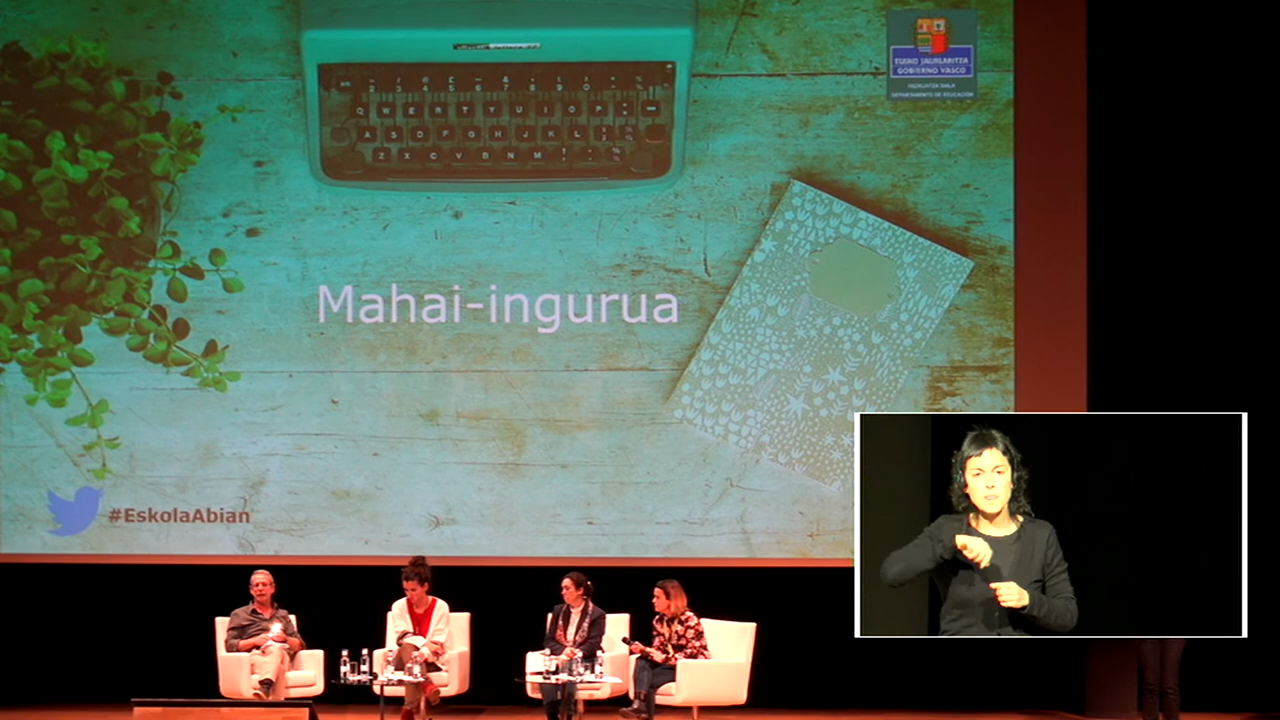 EUSKO JAURLARITZA
GOBIERNO VASCO
HEZKUNTZA SAILA
DEPARTAMENTO DE EDUCACIÓN
Q W E R T Y U I O P
A S D F G H J K L
Z X C V B N M
Mahai-ingurua
#EskolaAbian